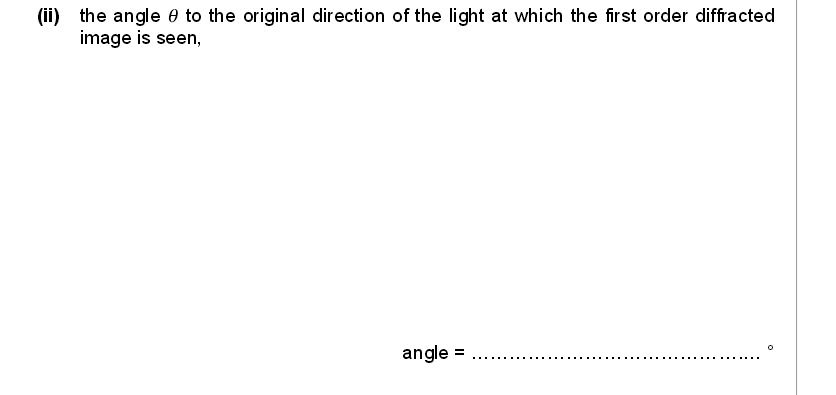 (ii) the angle θ to the original direction of the light at which the first order diffracted
image is seen,
angle = ............................................... °